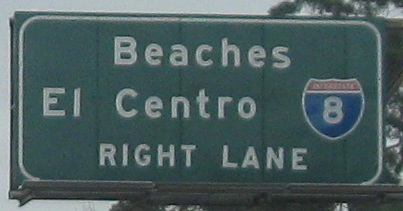 Beaches
El Centro
INTERSTATE
8
RIGHT LANE